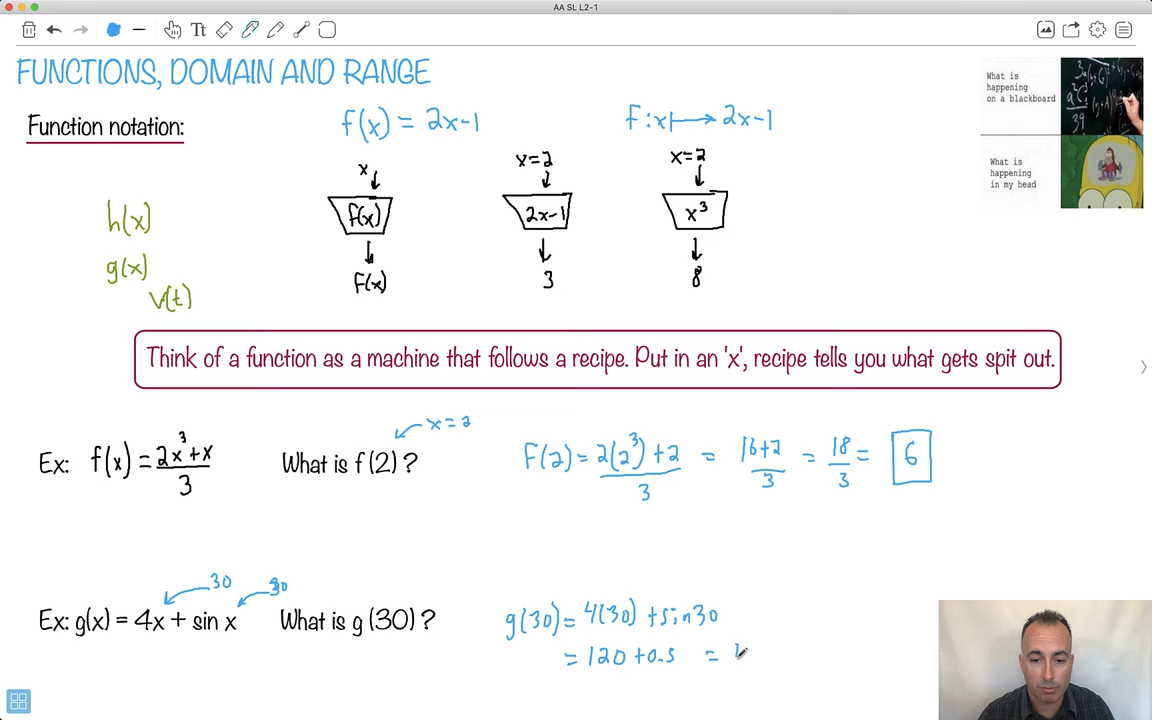 AA SL L2-1
Tt
FUNCTIONS, DOMAIN AND RANGE
What is
happening
on a blackboard
Function notation:
f(x) = 2x-1
f:x↦2x-1
x
x=2
x=2
f(x)
2x-1
x³
f(x)
3
8
h(x)
g(x)
v(t)
What is
happening
in my head
Think of a function as a machine that follows a recipe. Put in an 'x', recipe tells you what gets spit out.
x=2
Ex: f(x) = (2x³+x)/3 What is f(2)? f(2) = (2(2³)+2)/3 = (16+2)/3 = 18/3 = 6
30 30
Ex: g(x) = 4x + sin x What is g(30)? g(30) = 4(30) + sin30
= 120 + 0.5 =